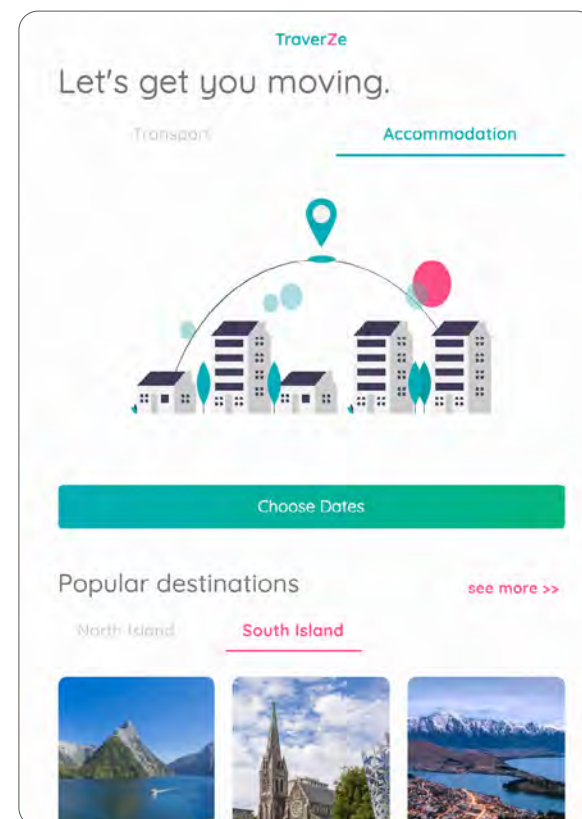 TraverZe
Let's get you moving.
Transport
Accommodation
Choose Dates
Popular destinations
see more >>
North Island
South Island